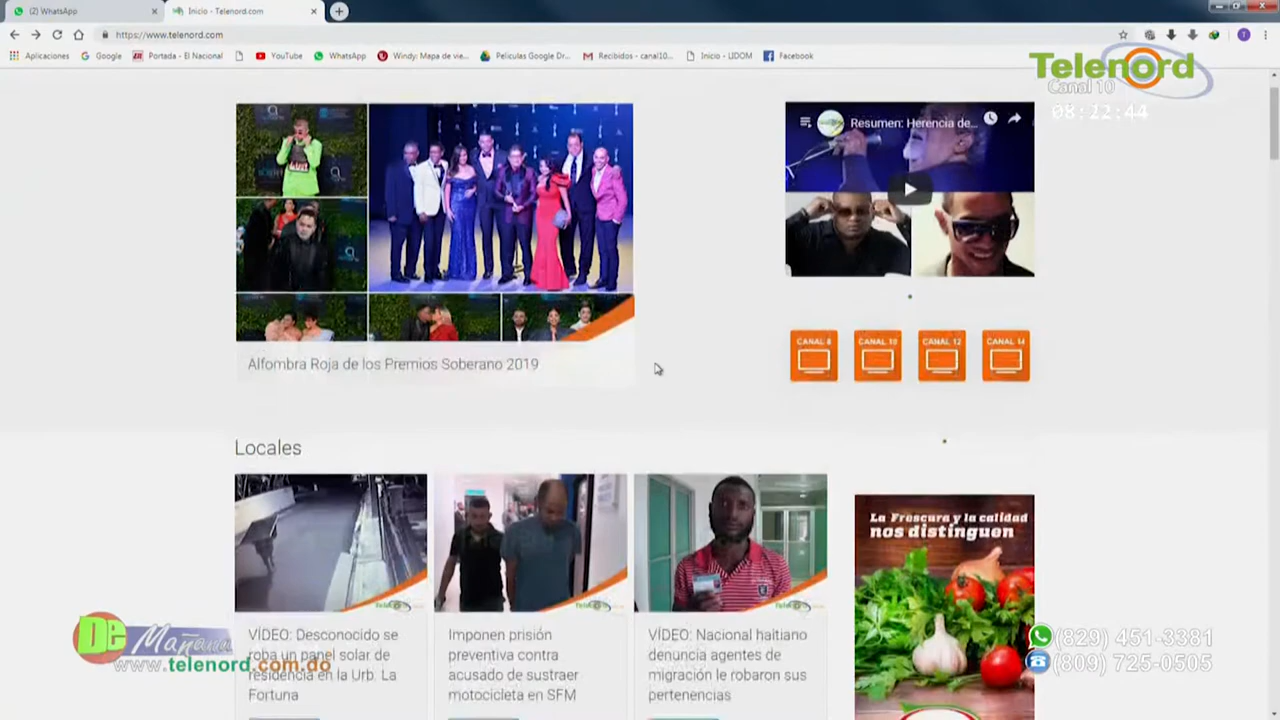 (2) WhatsApp
Inicio - Telenord.com
https://www.telenord.com
Aplicaciones
Google
Portada - El Nacional
YouTube
WhatsApp
Windy: Mapa de vie...
Peliculas Google Dr...
Recibidos - canal10...
Inicio - LIDOM
Facebook
Telenord
Canal 10
08:22:44
Resumen: Herencia de...
CANAL 8
CANAL 10
CANAL 12
CANAL 14
Alfombra Roja de los Premios Soberano 2019
Locales
Telenord
Telenord
Telenord
VÍDEO: Desconocido se
roba un panel solar de
residencia en la Urb. La
Fortuna
Imponen prisión
preventiva contra
acusado de sustraer
motocicleta en SFM
VÍDEO: Nacional haitiano
denuncia agentes de
migración le robaron sus
pertenencias
La Frescura y la calidad
nos distinguen
De Mañana
www.telenord.com.do
(829) 451-3381
(809) 725-0505